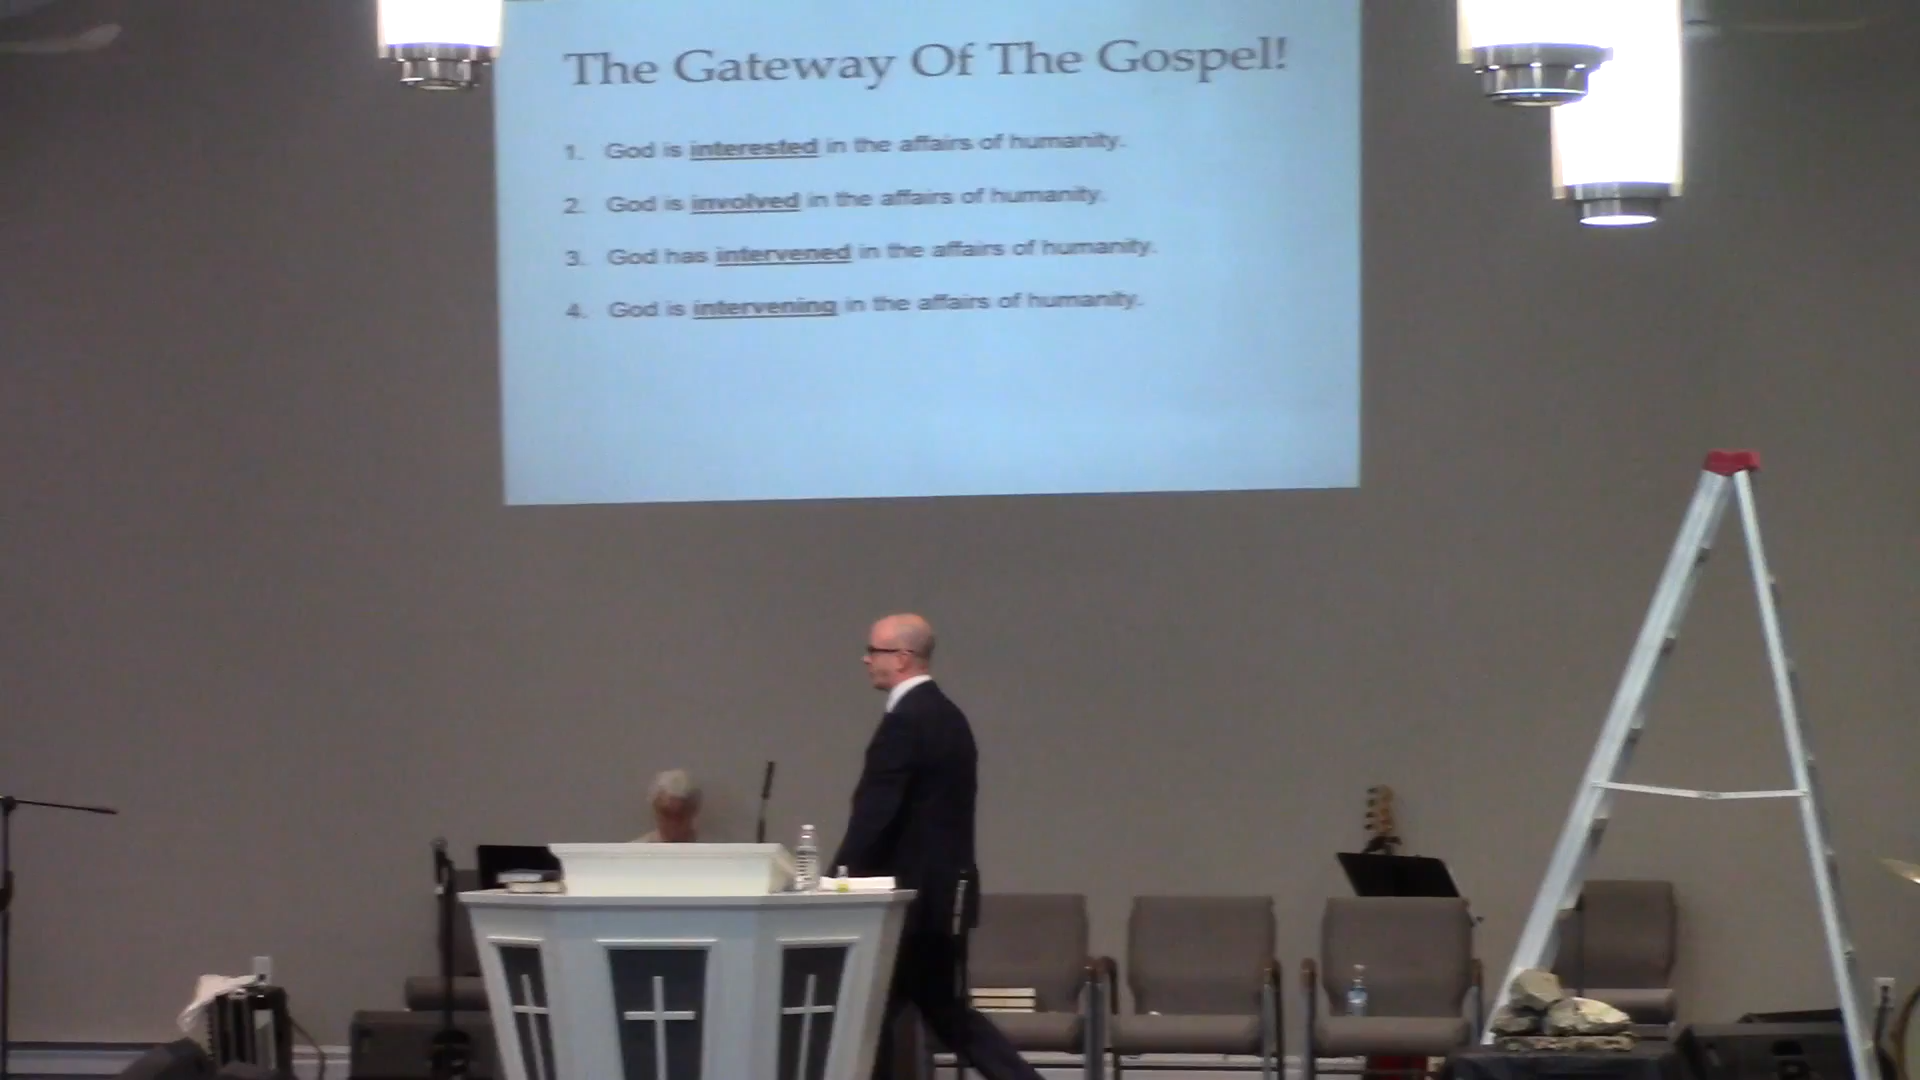 The Gateway Of The Gospel!
1. God is interested in the affairs of humanity.
2. God is involved in the affairs of humanity.
3. God has intervened in the affairs of humanity.
4. God is intervening in the affairs of humanity.